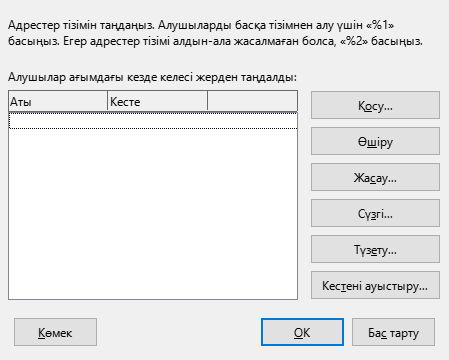 Адрестер тізімін таңдаңыз. Алушыларды басқа тізімнен алу үшін «%1»
басыңыз. Егер адрестер тізімі алдын-ала жасалмаған болса, «%2» басыңыз.
Алушылар ағымдағы кезде келесі жерден таңдалды:
Аты Кесте
Қосу...
Өшіру
Жасау...
Сүзгі...
Түзету...
Кестені ауыстыру...
Көмек OK Бас тарту